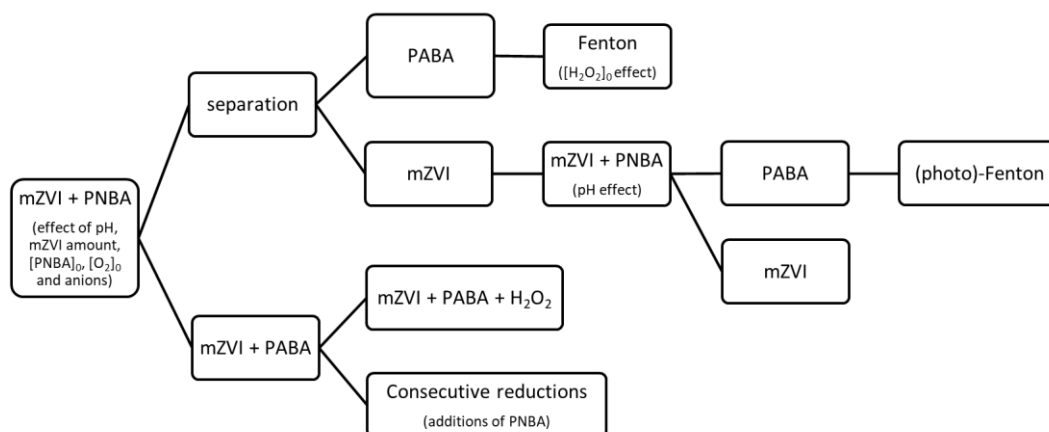 PABA
Fenton
([H₂O₂]₀ effect)
separation
mZVI
mZVI + PNBA
(pH effect)
PABA
(photo)-Fenton
mZVI + PNBA
(effect of pH,
mZVI amount,
[PNBA]₀, [O₂]₀
and anions)
mZVI
mZVI + PABA + H₂O₂
mZVI + PABA
Consecutive reductions
(additions of PNBA)